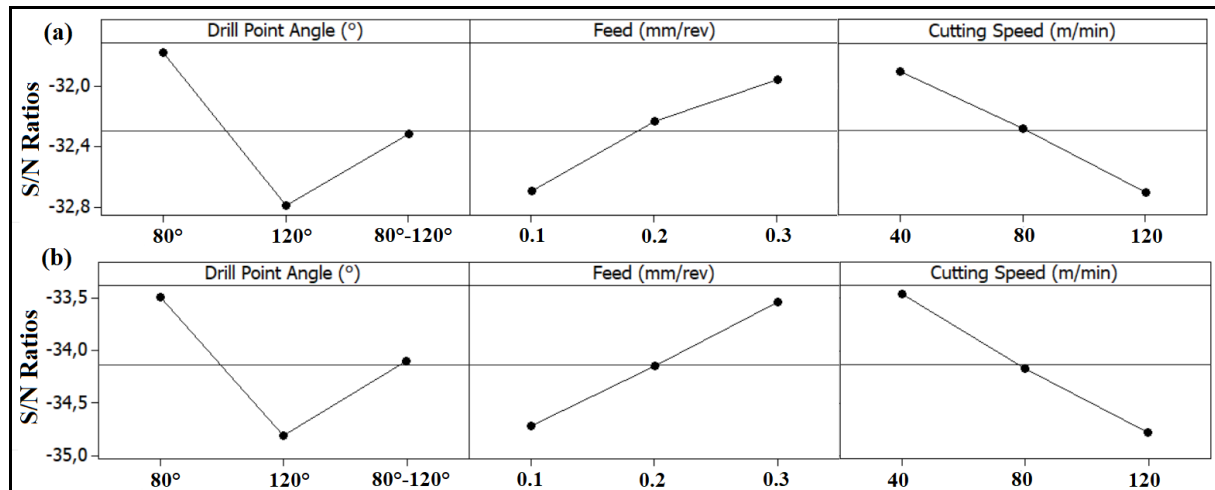 (a)
Drill Point Angle (°) Feed (mm/rev) Cutting Speed (m/min)
S/N Ratios
-32,0
-32,4
-32,8
80° 120° 80°-120° 0.1 0.2 0.3 40 80 120
(b)
Drill Point Angle (°) Feed (mm/rev) Cutting Speed (m/min)
S/N Ratios
-33,5
-34,0
-34,5
-35,0
80° 120° 80°-120° 0.1 0.2 0.3 40 80 120